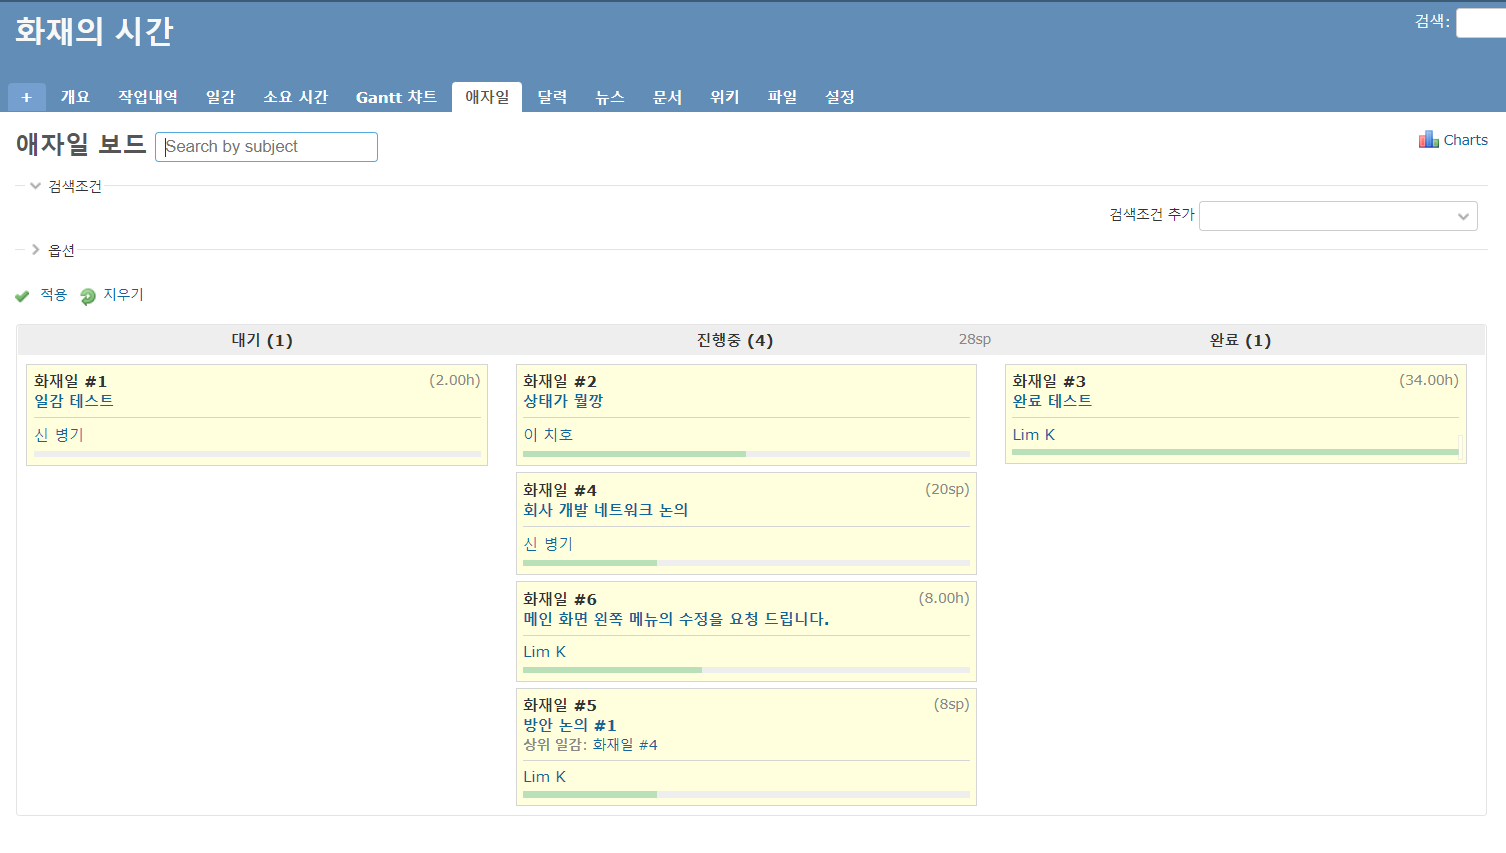 화재의 시간
검색:
+ 개요 작업내역 일감 소요 시간 Gantt 챠트 애자일 달력 뉴스 문서 위키 파일 설정
애자일 보드 Search by subject
Charts
검색조건
검색조건 추가
옵션
적용 지우기
대기 (1) 진행중 (4) 28sp 완료 (1)
화재일 #1 (2.00h)
일감 테스트
신 병기
화재일 #2
상태가 뭘깡
이 치호
화재일 #4 (20sp)
회사 개발 네트워크 논의
신 병기
화재일 #6 (8.00h)
메인 화면 왼쪽 메뉴의 수정을 요청 드립니다.
Lim K
화재일 #5 (8sp)
방안 논의 #1
상위 일감: 화재일 #4
Lim K
화재일 #3 (34.00h)
완료 테스트
Lim K